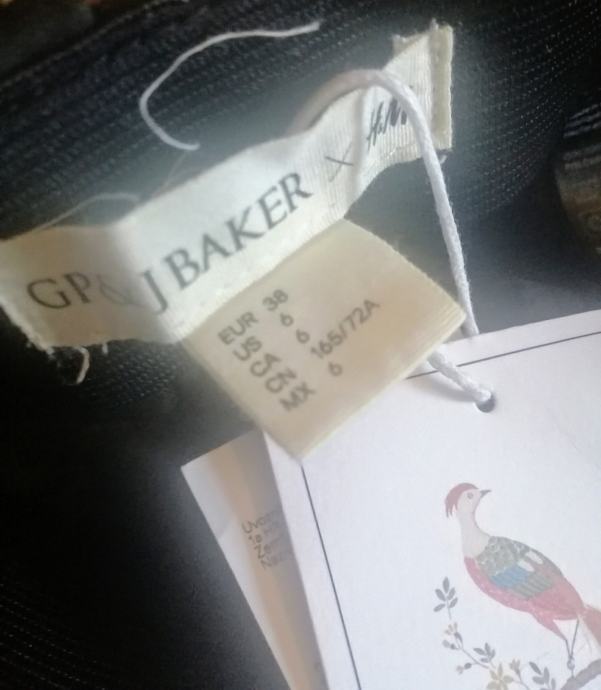 GP & J BAKER x H&M
EUR 38
US 6
CA 6
CN 165/72A
MX 6